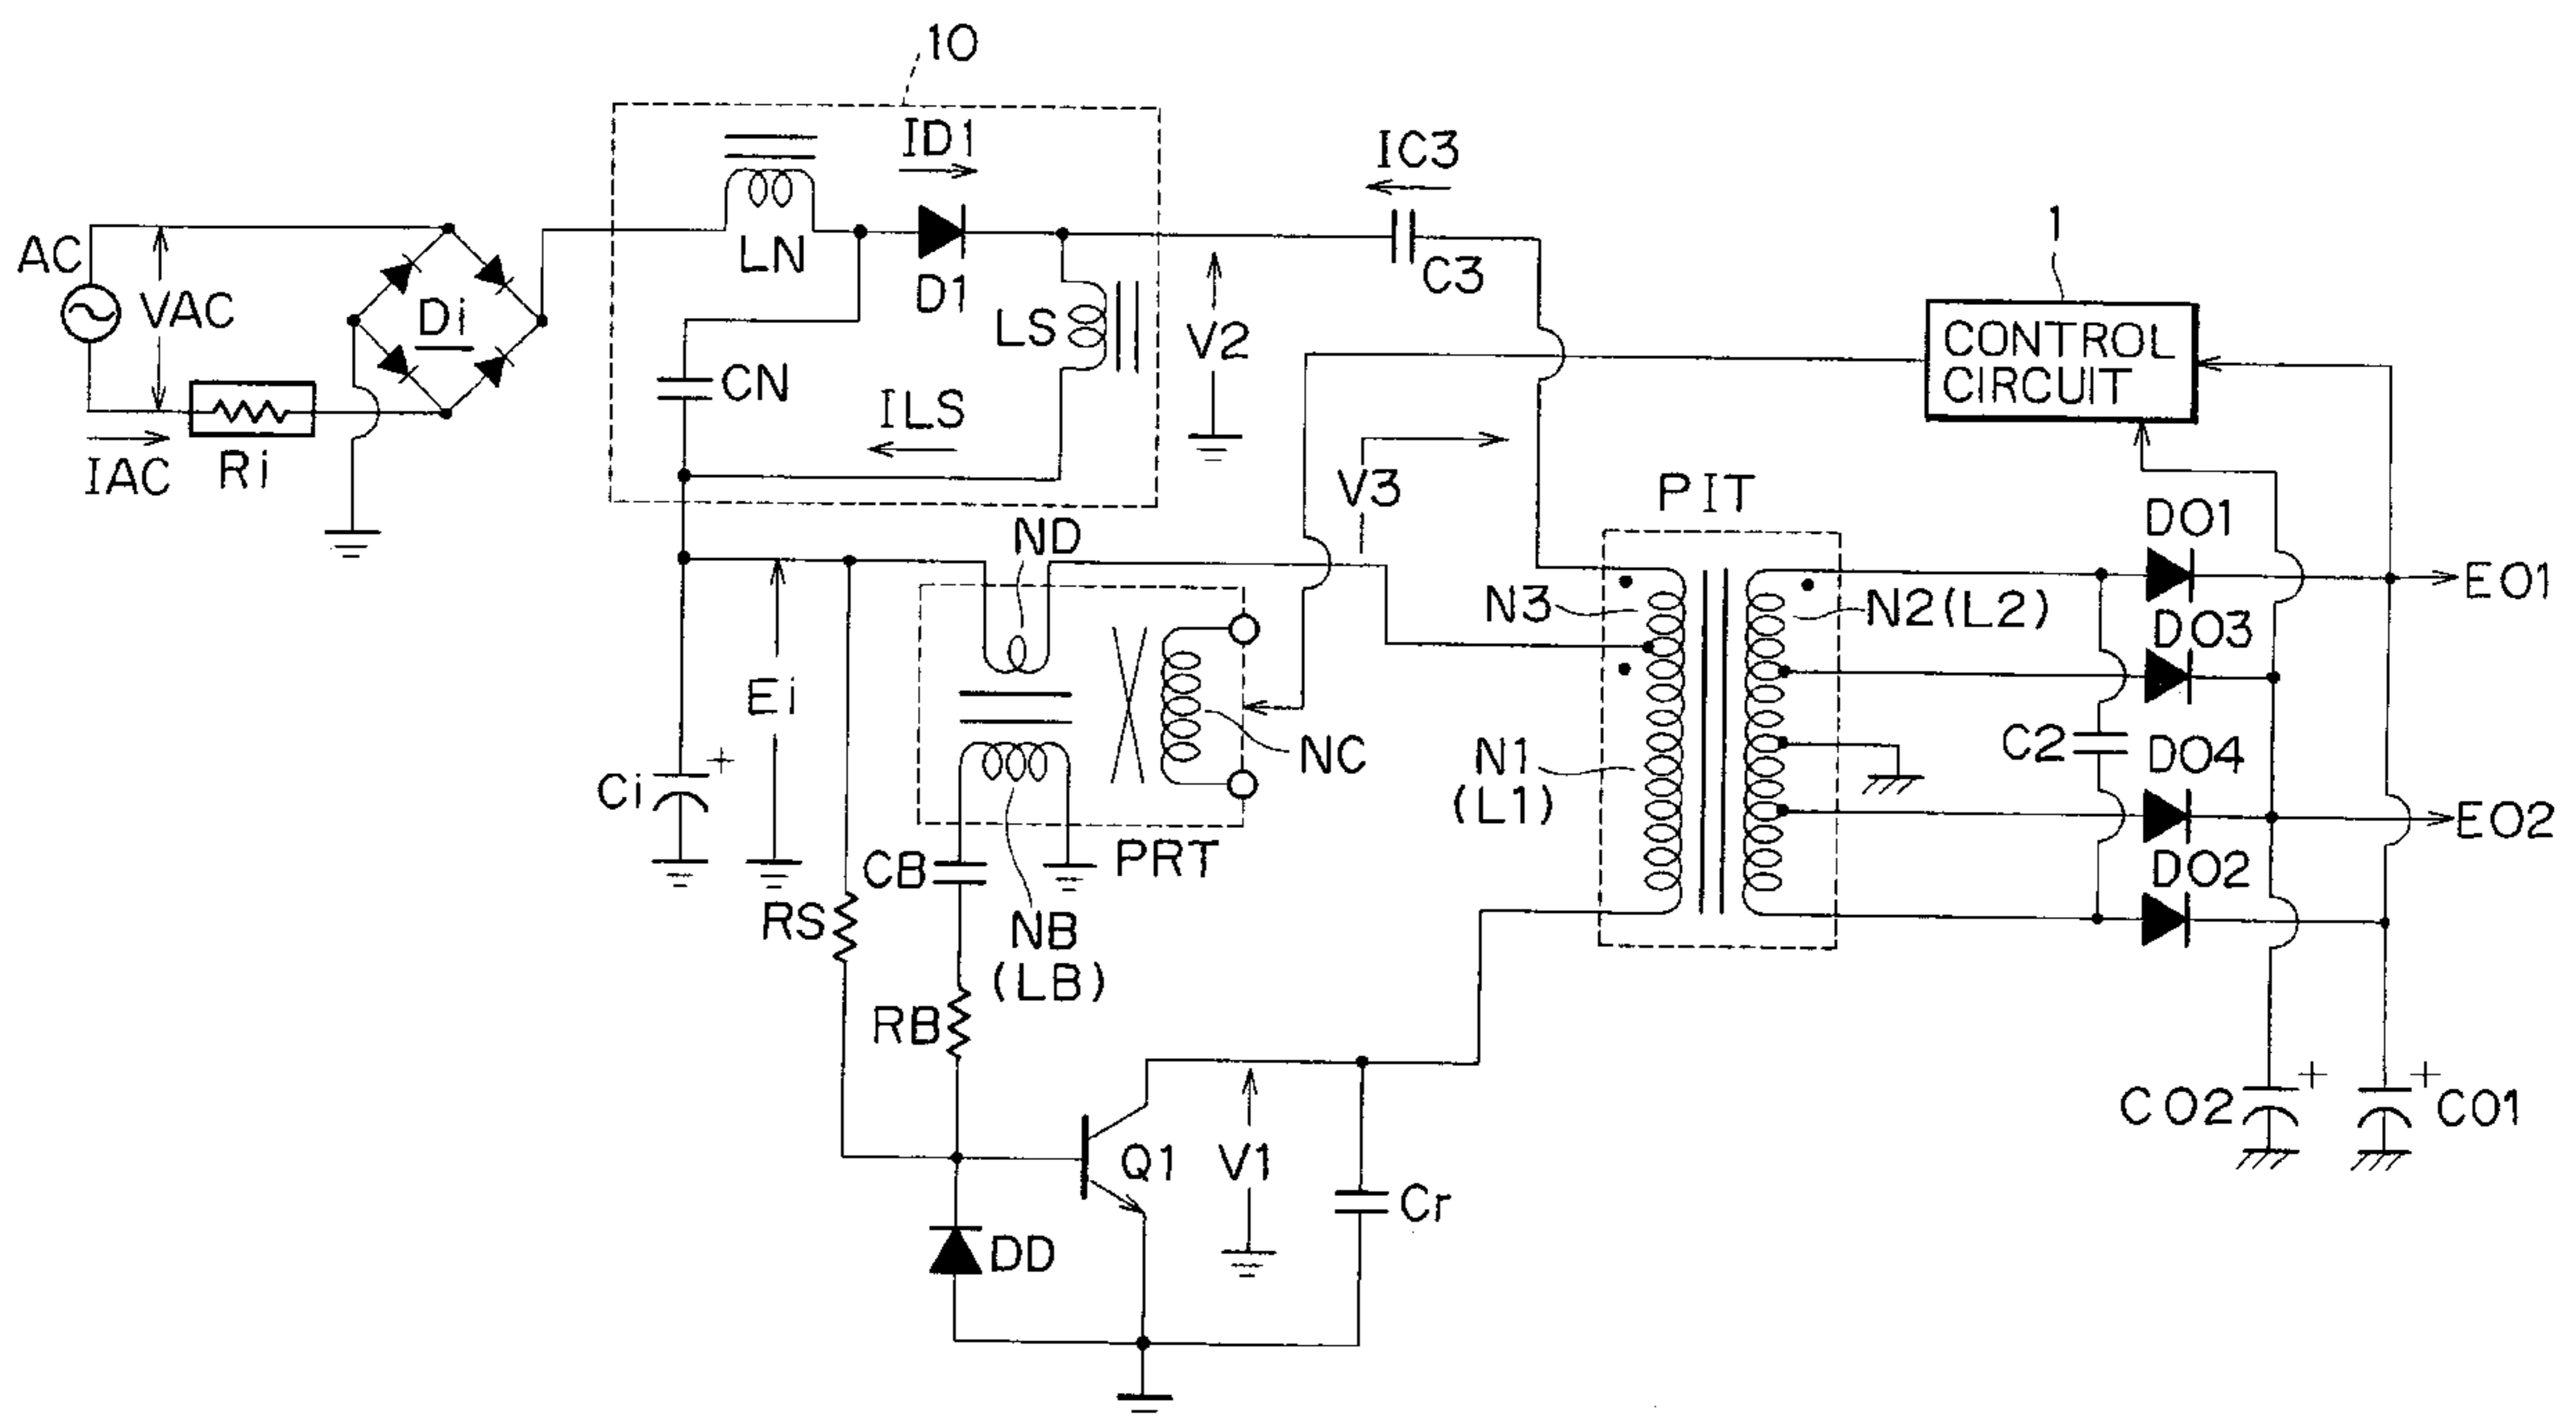 10
ID1
IC3
1
AC
VAC
Di
LN
D1
C3
LS
V2
CONTROL
CIRCUIT
CN
ILS
IAC
Ri
V3
PIT
ND
DO1
EO1
N3
N2(L2)
DO3
Ei
NC
C2
DO4
N1
(L1)
Ci
+
EO2
CB
PRT
DO2
RS
NB
(LB)
RB
+
+
CO2
CO1
Q1
V1
Cr
DD